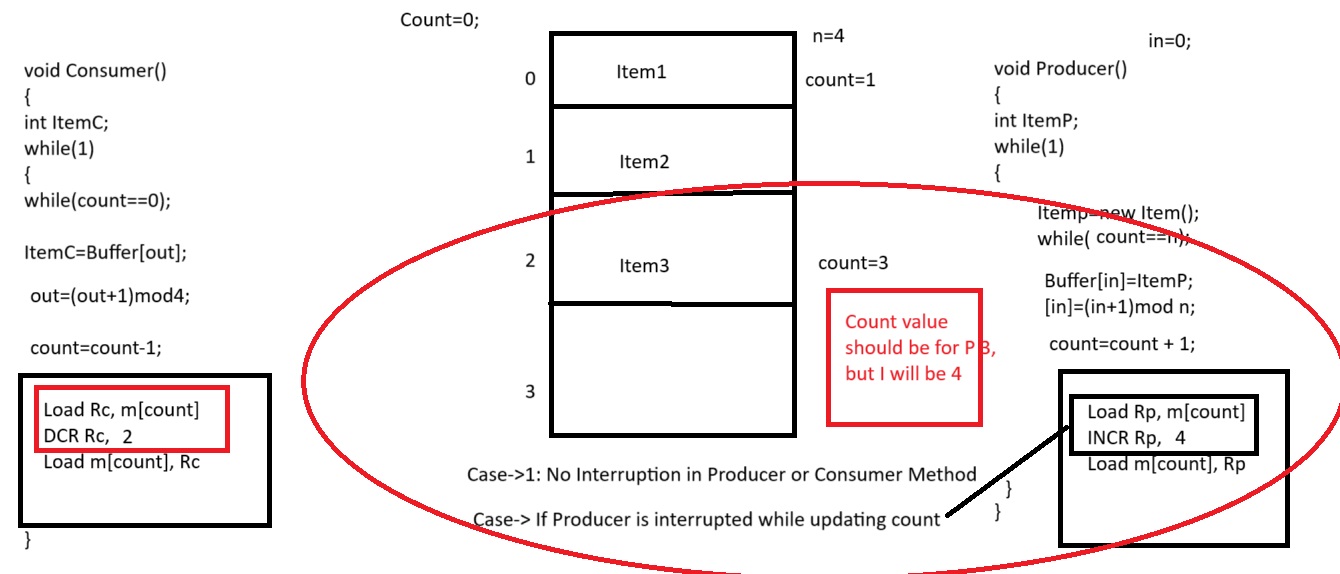 Count=0;
void Consumer()
{
int ItemC;
while(1)
{
while(count==0);
ItemC=Buffer[out];
out=(out+1)mod4;
count=count-1;
Load Rc, m[count]
DCR Rc, 2
Load m[count], Rc
}
0 Item1
1 Item2
2 Item3
3
n=4
count=1
count=3
Count value
should be for P 3,
but I will be 4
Case->1: No Interruption in Producer or Consumer Method
Case-> If Producer is interrupted while updating count
in=0;
void Producer()
{
int ItemP;
while(1)
{
Itemp=new Item();
while( count==n);
Buffer[in]=ItemP;
[in]=(in+1)mod n;
count=count + 1;
Load Rp, m[count]
INCR Rp, 4
Load m[count], Rp
}
}